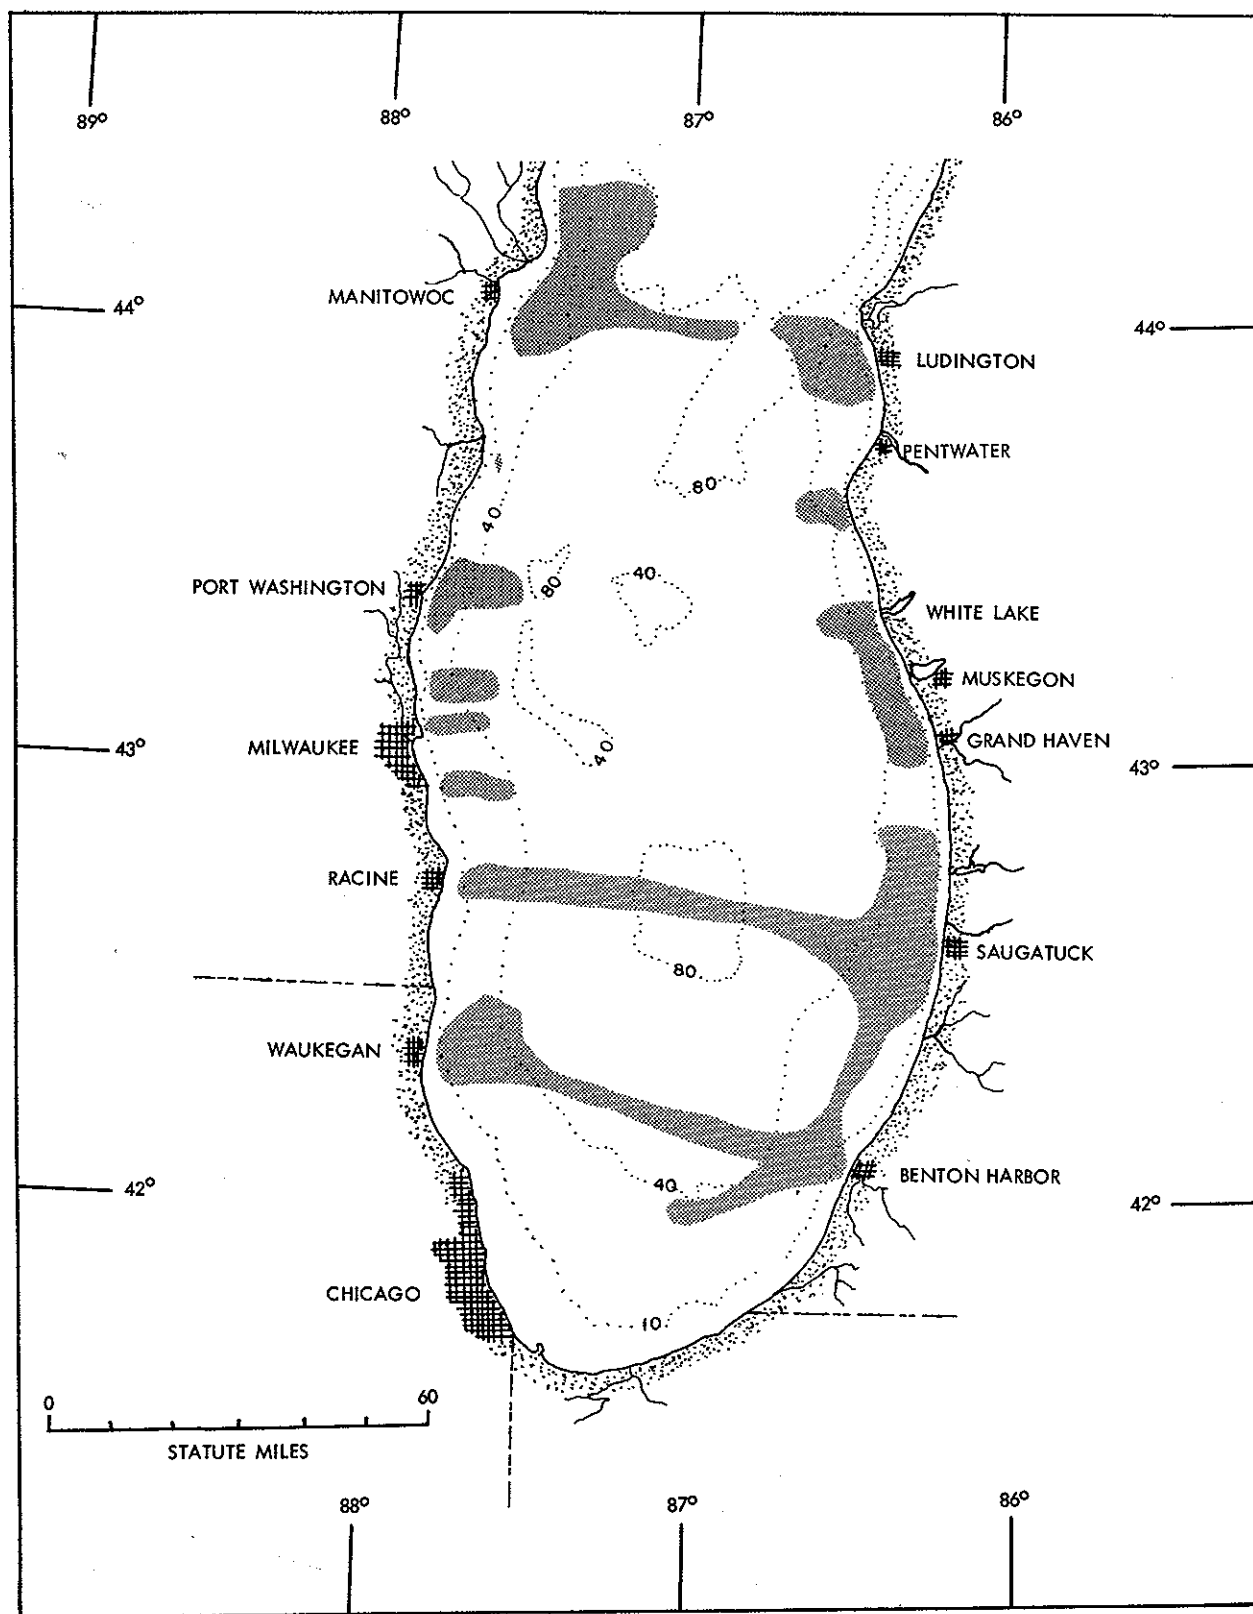 89° 88° 87° 86°
MANITOWOC
44° 44°
LUDINGTON
PENTWATER
80
40
PORT WASHINGTON
80 40
WHITE LAKE
MUSKEGON
GRAND HAVEN
MILWAUKEE
43° 40
43°
RACINE
SAUGATUCK
80
WAUKEGAN
BENTON HARBOR
42° 40
42°
CHICAGO
10
0 60
STATUTE MILES
88° 87° 86°